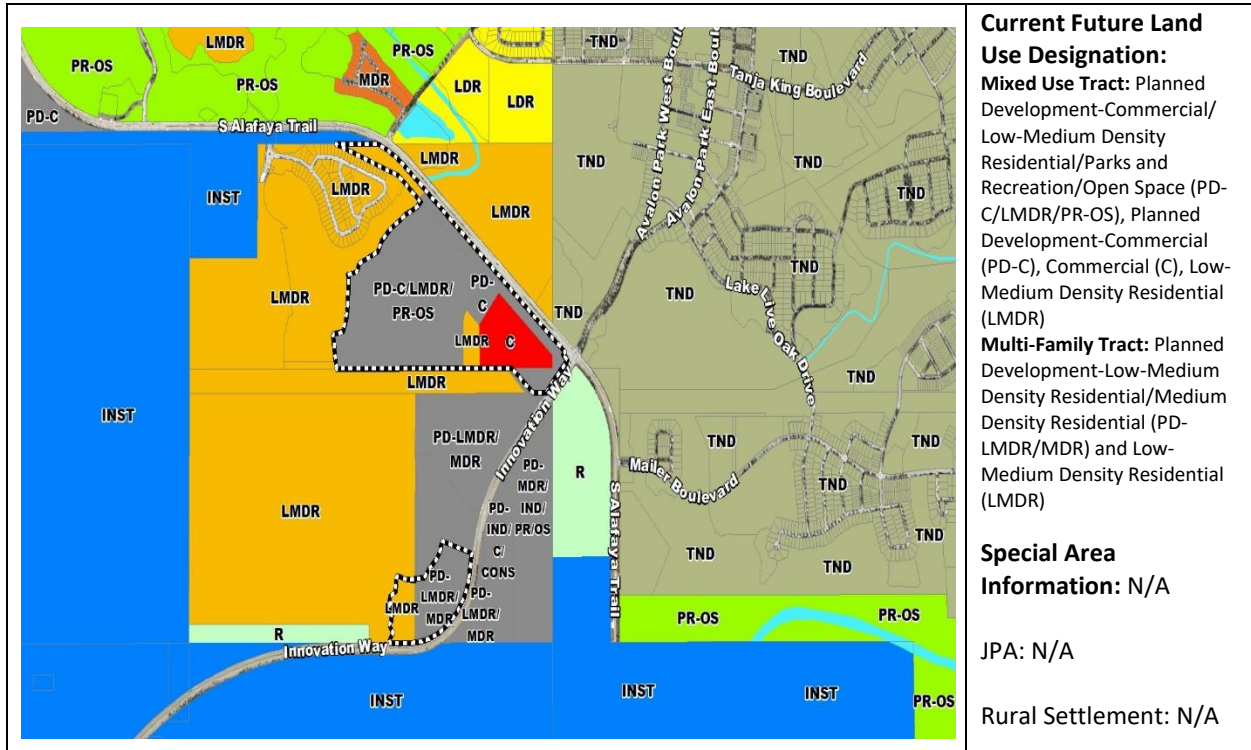 LMDR
PR-OS
PR-OS
PR-OS
MDR
LDR
LDR
TND
Avalon Park West Boul
Avalon Park East Boul
Tanja King Boulevard
TND
PD-C
S Alafaya Trail
LMDR
TND
TND
INST
LMDR
LMDR
TND
TND
TND
LMDR
PD-C/LMDR/
PR-OS
PD-
C
LMDR
C
TND
Lake Live Oak Drive
TND
LMDR
Innovation Way
TND
INST
PD-LMDR/
MDR
PD-
MDR/
IND/
PR/OS
PD-
IND/
C/
CONS
R
Mailer Boulevard
TND
TND
TND
TND
LMDR
S Alafaya Trail
TND
TND
TND
LMDR
PD-
LMDR/
MDR
PD-
LMDR/
MDR
R
Innovation Way
PR-OS
PR-OS
INST
INST
INST
PR-OS
Current Future Land
Use Designation:
Mixed Use Tract: Planned
Development-Commercial/
Low-Medium Density
Residential/Parks and
Recreation/Open Space (PD-
C/LMDR/PR-OS), Planned
Development-Commercial
(PD-C), Commercial (C), Low-
Medium Density Residential
(LMDR)
Multi-Family Tract: Planned
Development-Low-Medium
Density Residential/Medium
Density Residential (PD-
LMDR/MDR) and Low-
Medium Density Residential
(LMDR)
Special Area
Information: N/A
JPA: N/A
Rural Settlement: N/A